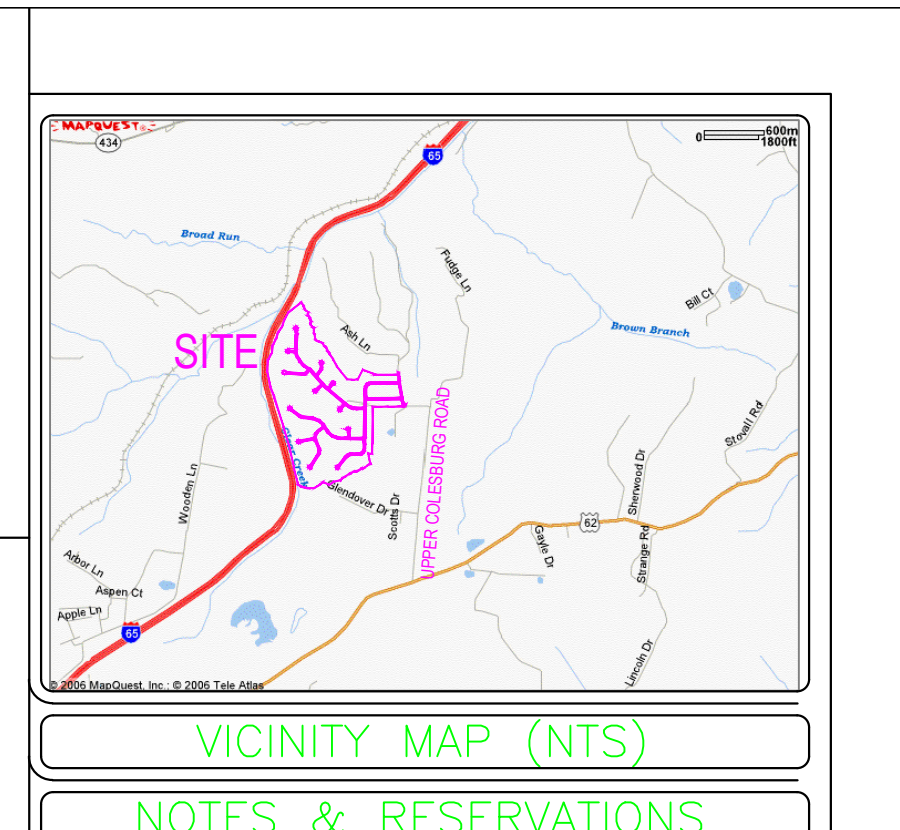 MAPQUEST®
434
65
0 600m
1800ft
Broad Run
Fudge Ln
Bill Ct
Brown Branch
Ash Ln
SITE
UPPER COLESBURG ROAD
Stovall Rd
Clear Creek
Wooden Ln
Glendover Dr
Scotts Dr
Sherwood Dr
62
Gayle Dr
Strange Rd
Arbor Ln
Aspen Ct
Apple Ln
65
Lincoln Dr
© 2006 MapQuest, Inc.; © 2006 Tele Atlas
VICINITY MAP (NTS)
NOTES & RESERVATIONS